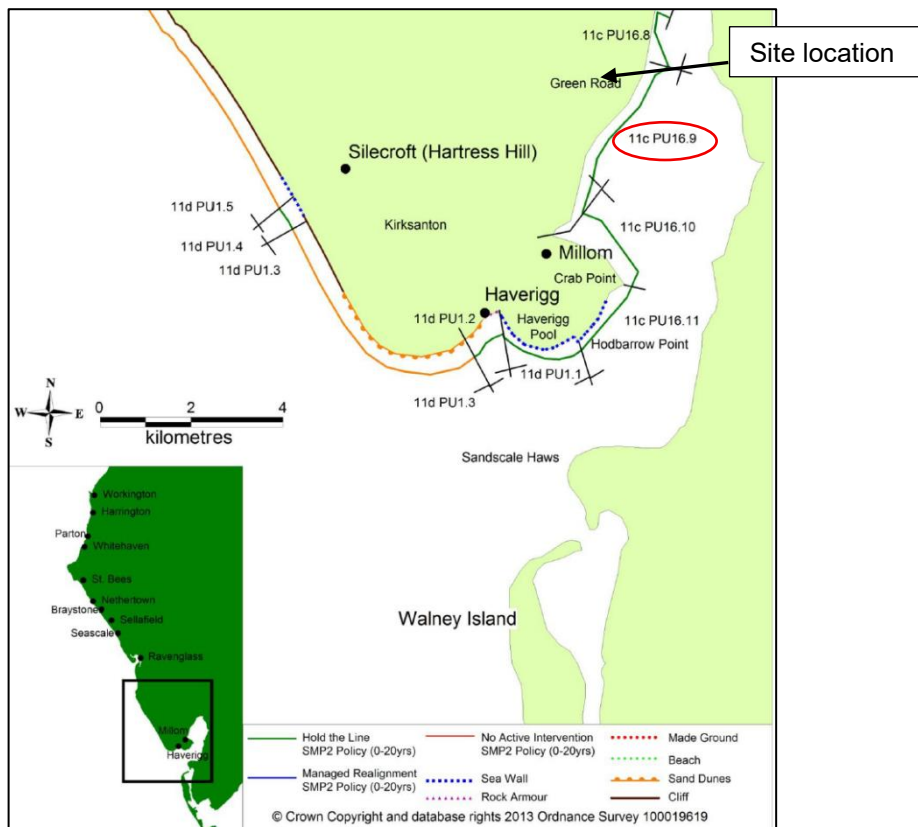 11c PU16.8
Site location
Green Road
11c PU16.9
Silecroft (Hartress Hill)
11d PU1.5
Kirksanton
11c PU16.10
11d PU1.4
Millom
11d PU1.3
Crab Point
Haverigg
11d PU1.2
Haverigg
Pool
11c PU16.11
Hodbarrow Point
11d PU1.1
11d PU1.3
N
W
E
S
0 2 4
kilometres
Sandscale Haws
Walney Island
Workington
Harrington
Parton
Whitehaven
St. Bees
Nethertown
Braystone
Sellafield
Seascale
Ravenglass
Millom
Haverigg
Hold the Line
SMP2 Policy (0-20yrs)
Managed Realignment
SMP2 Policy (0-20yrs)
No Active Intervention
SMP2 Policy (0-20yrs)
Sea Wall
Rock Armour
Made Ground
Beach
Sand Dunes
Cliff
© Crown Copyright and database rights 2013 Ordnance Survey 100019619